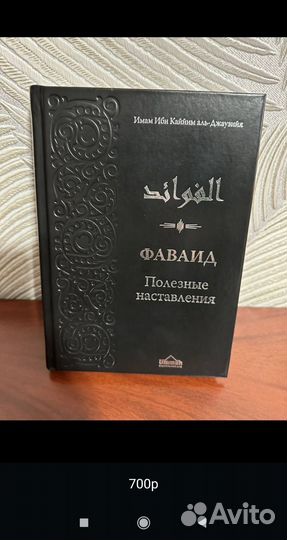 Имам Ибн Каййим аль-Джаузийя
الفوائد
ФАВАИД
Полезные
наставления
700р
Avito